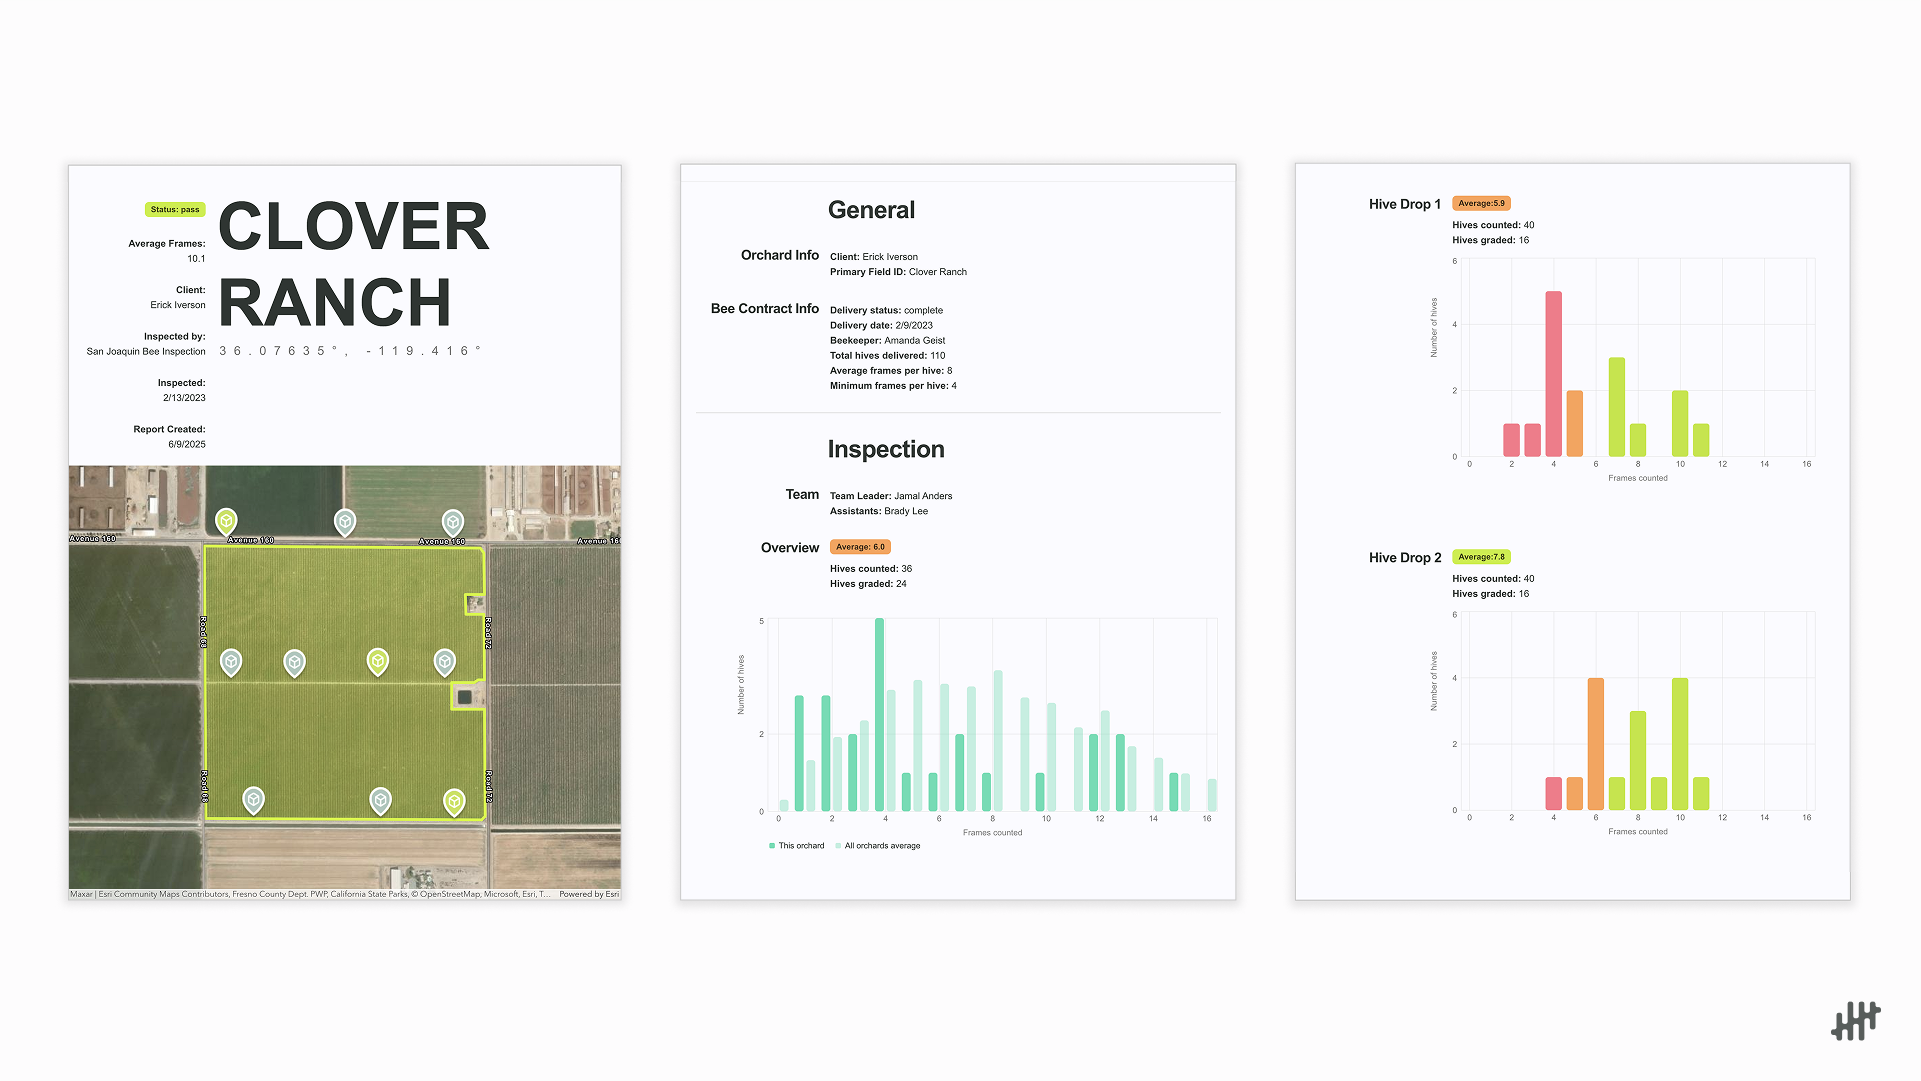 Status: pass
CLOVER
RANCH
36.07635°, -119.416°
Average Frames:
10.1
Client:
Erick Iverson
Inspected by:
San Joaquin Bee Inspection
Inspected:
2/13/2023
Report Created:
6/9/2025
Avenue 160
Avenue 160
Avenue 160
Avenue 16
Road 68
Road 72
Road 68
Road 72
Maxar | Esri Community Maps Contributors, Fresno County Dept. PWP, California State Parks, © OpenStreetMap, Microsoft, Esri, T... Powered by Esri
General
Orchard Info
Client: Erick Iverson
Primary Field ID: Clover Ranch
Bee Contract Info
Delivery status: complete
Delivery date: 2/9/2023
Beekeeper: Amanda Geist
Total hives delivered: 110
Average frames per hive: 8
Minimum frames per hive: 4
Inspection
Team
Team Leader: Jamal Anders
Assistants: Brady Lee
Overview
Average: 6.0
Hives counted: 36
Hives graded: 24
Number of hives
5
2
0
0 2 4 6 8 10 12 14 16
Frames counted
This orchard All orchards average
Hive Drop 1
Average:5.9
Hives counted: 40
Hives graded: 16
Number of hives
6
4
2
0
0 2 4 6 8 10 12 14 16
Frames counted
Hive Drop 2
Average:7.8
Hives counted: 40
Hives graded: 16
Number of hives
6
4
2
0
0 2 4 6 8 10 12 14 16
Frames counted